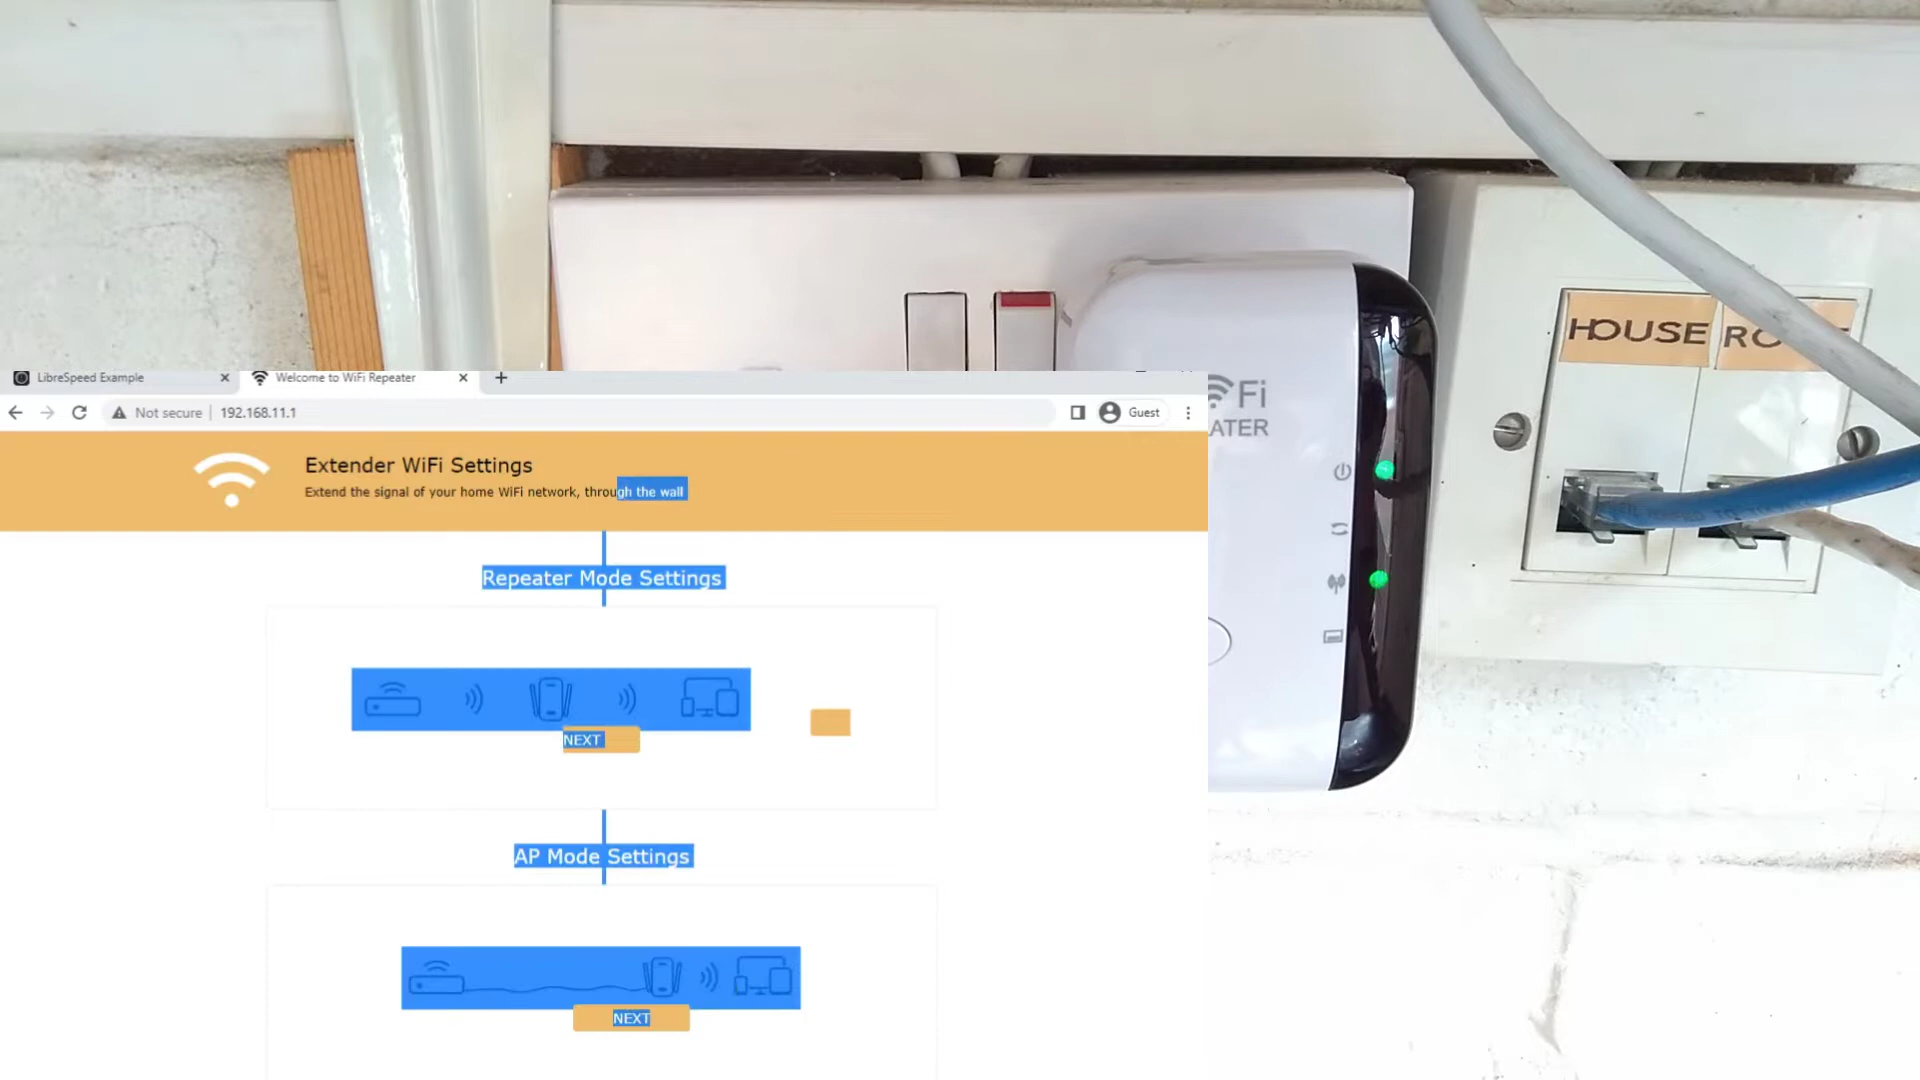 HOUSE
LibreSpeed Example
Welcome to WiFi Repeater
Not secure
192.168.11.1
Guest
Fi
ATER
Extender WiFi Settings
Extend the signal of your home WiFi network, through the wall
Repeater Mode Settings
NEXT
AP Mode Settings
NEXT